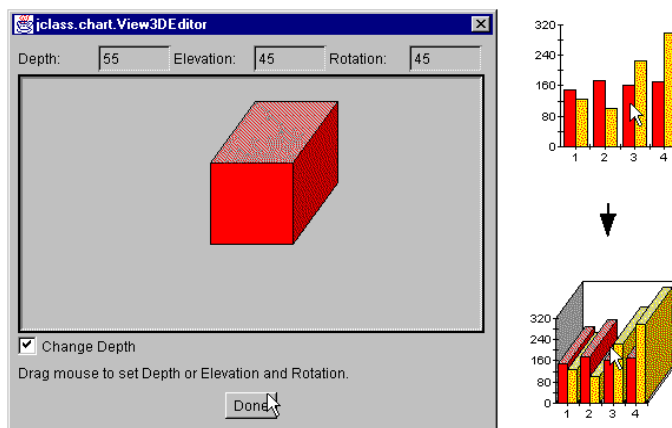 jclass.chart.View3DEditor
Depth: 55 Elevation: 45 Rotation: 45
Change Depth
Drag mouse to set Depth or Elevation and Rotation.
Done
320
240
160
80
0
1 2 3 4
320
240
160
80
0
1 2 3 4